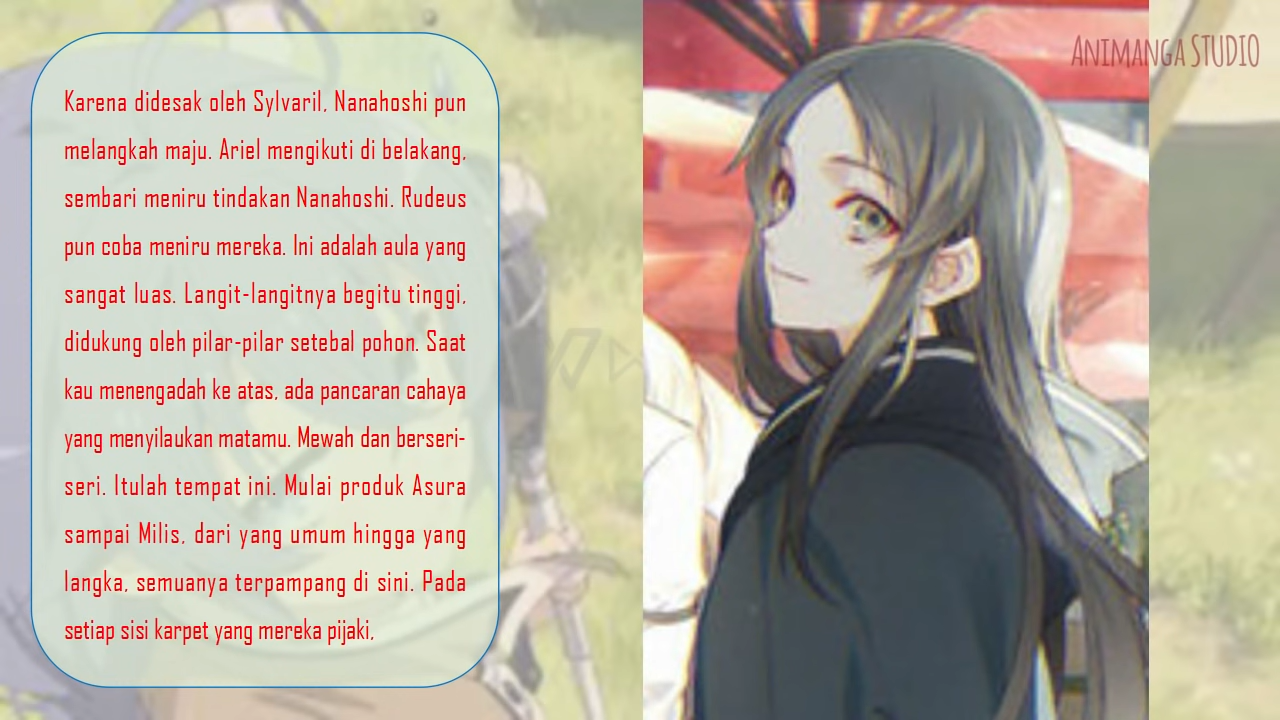 Karena didesak oleh Sylvaril, Nanahoshi pun
melangkah maju. Ariel mengikuti di belakang,
sembari meniru tindakan Nanahoshi. Rudeus
pun coba meniru mereka. Ini adalah aula yang
sangat luas. Langit-langitnya begitu tinggi,
didukung oleh pilar-pilar setebal pohon. Saat
kau menengadah ke atas, ada pancaran cahaya
yang menyilaukan matamu. Mewah dan berseri-
seri. Itulah tempat ini. Mulai produk Asura
sampai Milis, dari yang umum hingga yang
langka, semuanya terpampang di sini. Pada
setiap sisi karpet yang mereka pijaki,
ANIMANGA STUDIO